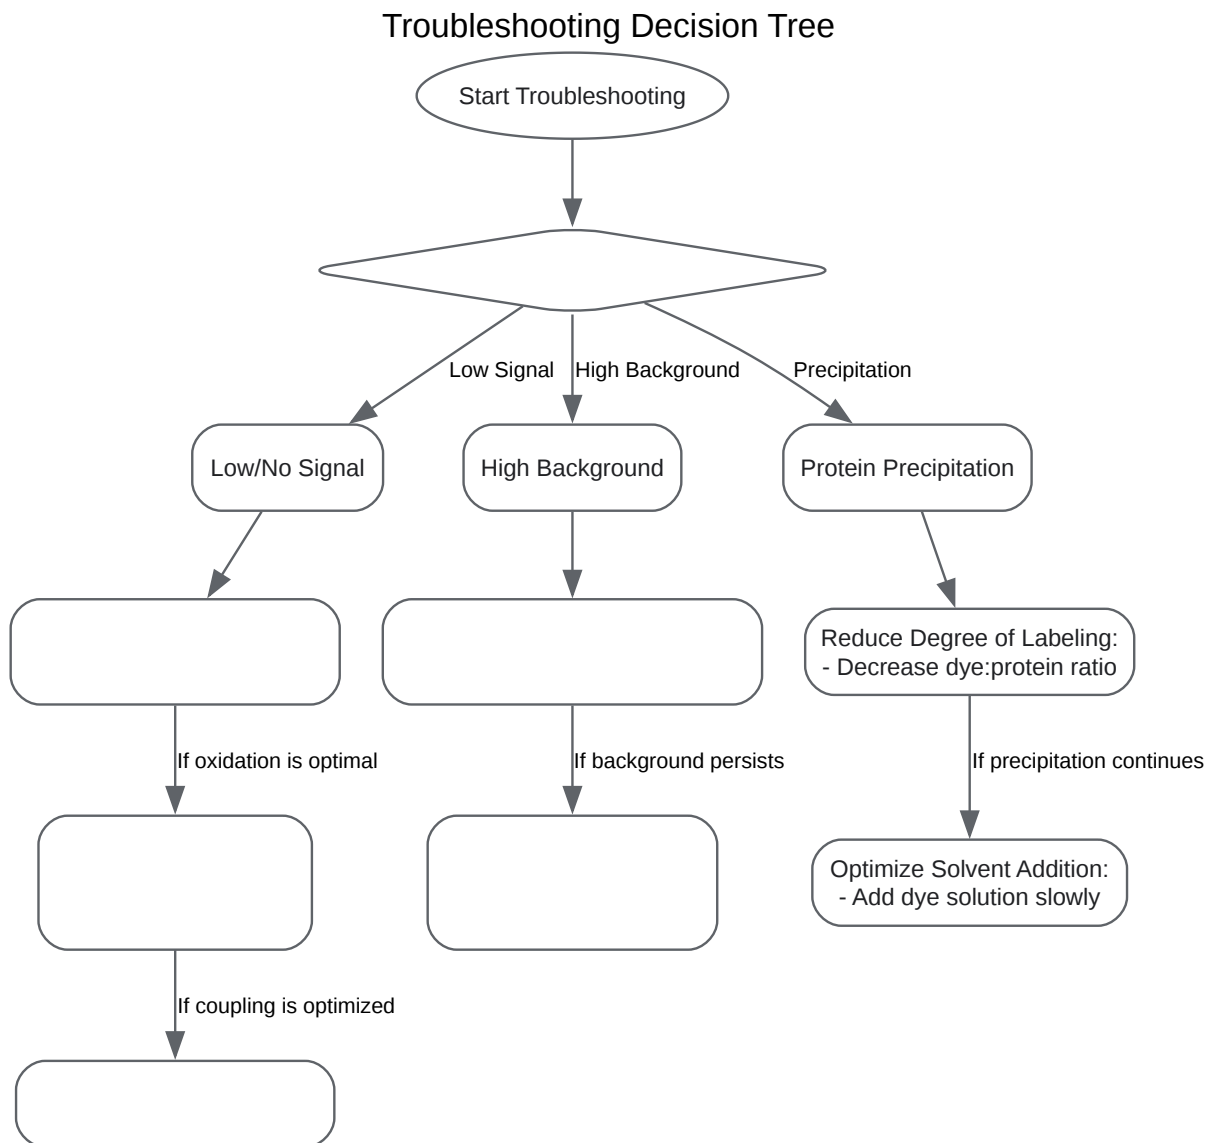 Troubleshooting Decision Tree
Start Troubleshooting
Low Signal
High Background
Precipitation
Low/No Signal
High Background
Protein Precipitation
Reduce Degree of Labeling:
- Decrease dye:protein ratio
If oxidation is optimal
If background persists
If precipitation continues
Optimize Solvent Addition:
- Add dye solution slowly
If coupling is optimized